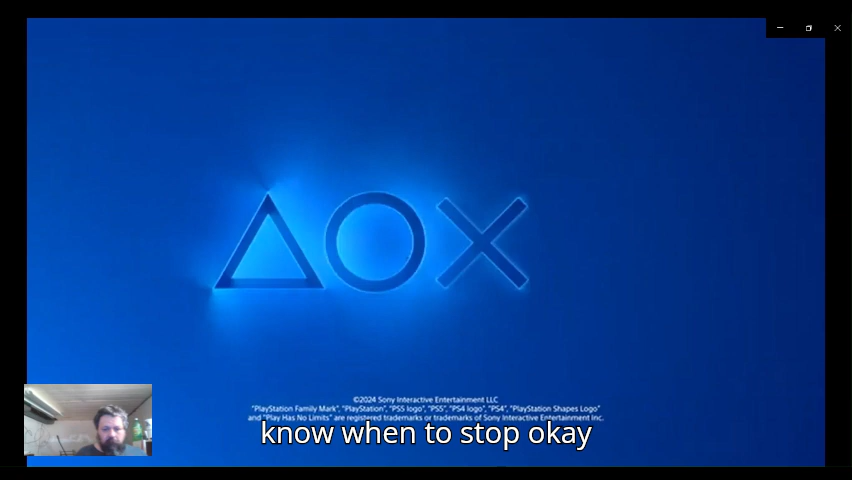 ©2024 Sony Interactive Entertainment LLC
"PlayStation Family Mark", "PlayStation", "PS5 logo", "PS5", "PS4 logo", "PS4", "PlayStation Shapes Logo"
and "Play Has No Limits" are registered trademarks or trademarks of Sony Interactive Entertainment Inc.
know when to stop okay